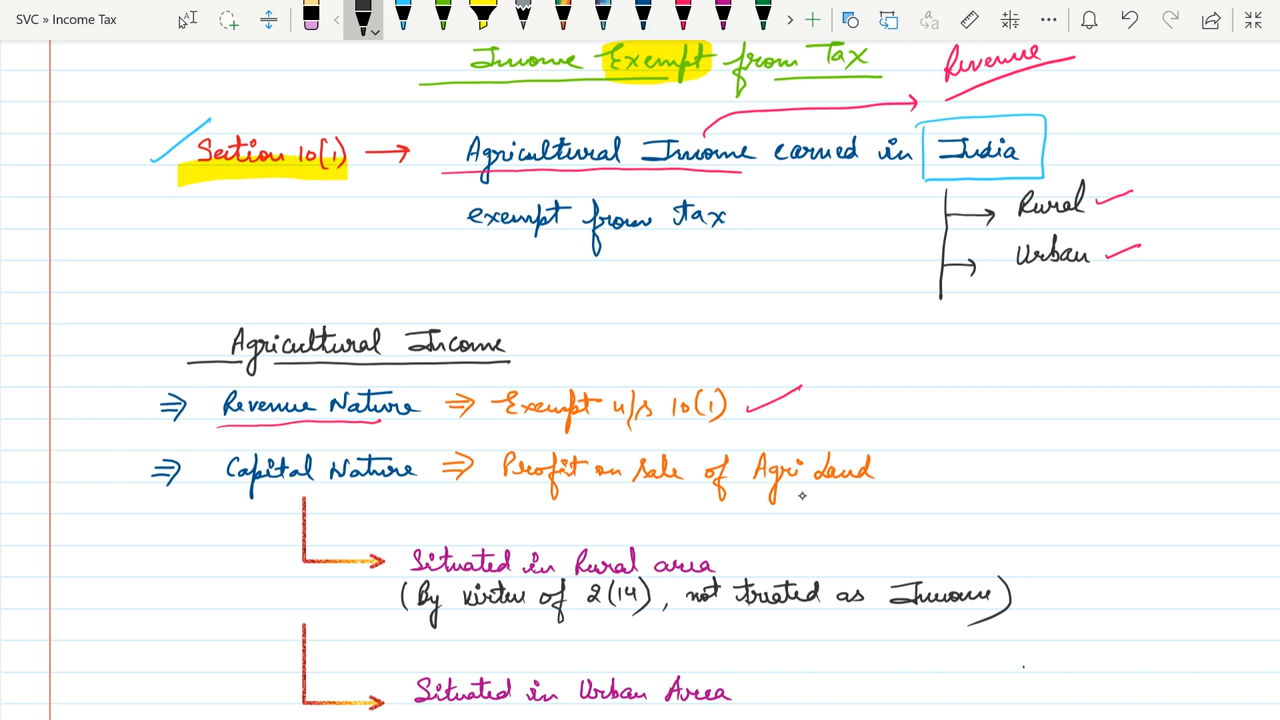 SVC » Income Tax
Income Exempt from Tax
Revenue
Section 10(1) → Agricultural Income earned in India
exempt from tax
→ Rural ✓
→ Urban ✓
Agricultural Income
⇒ Revenue Nature ⇒ Exempt u/s 10(1) ✓
⇒ Capital Nature ⇒ Profit on sale of Agri Land
Situated in Rural area
(By virtue of 2(14), not treated as Income)
Situated in Urban Area